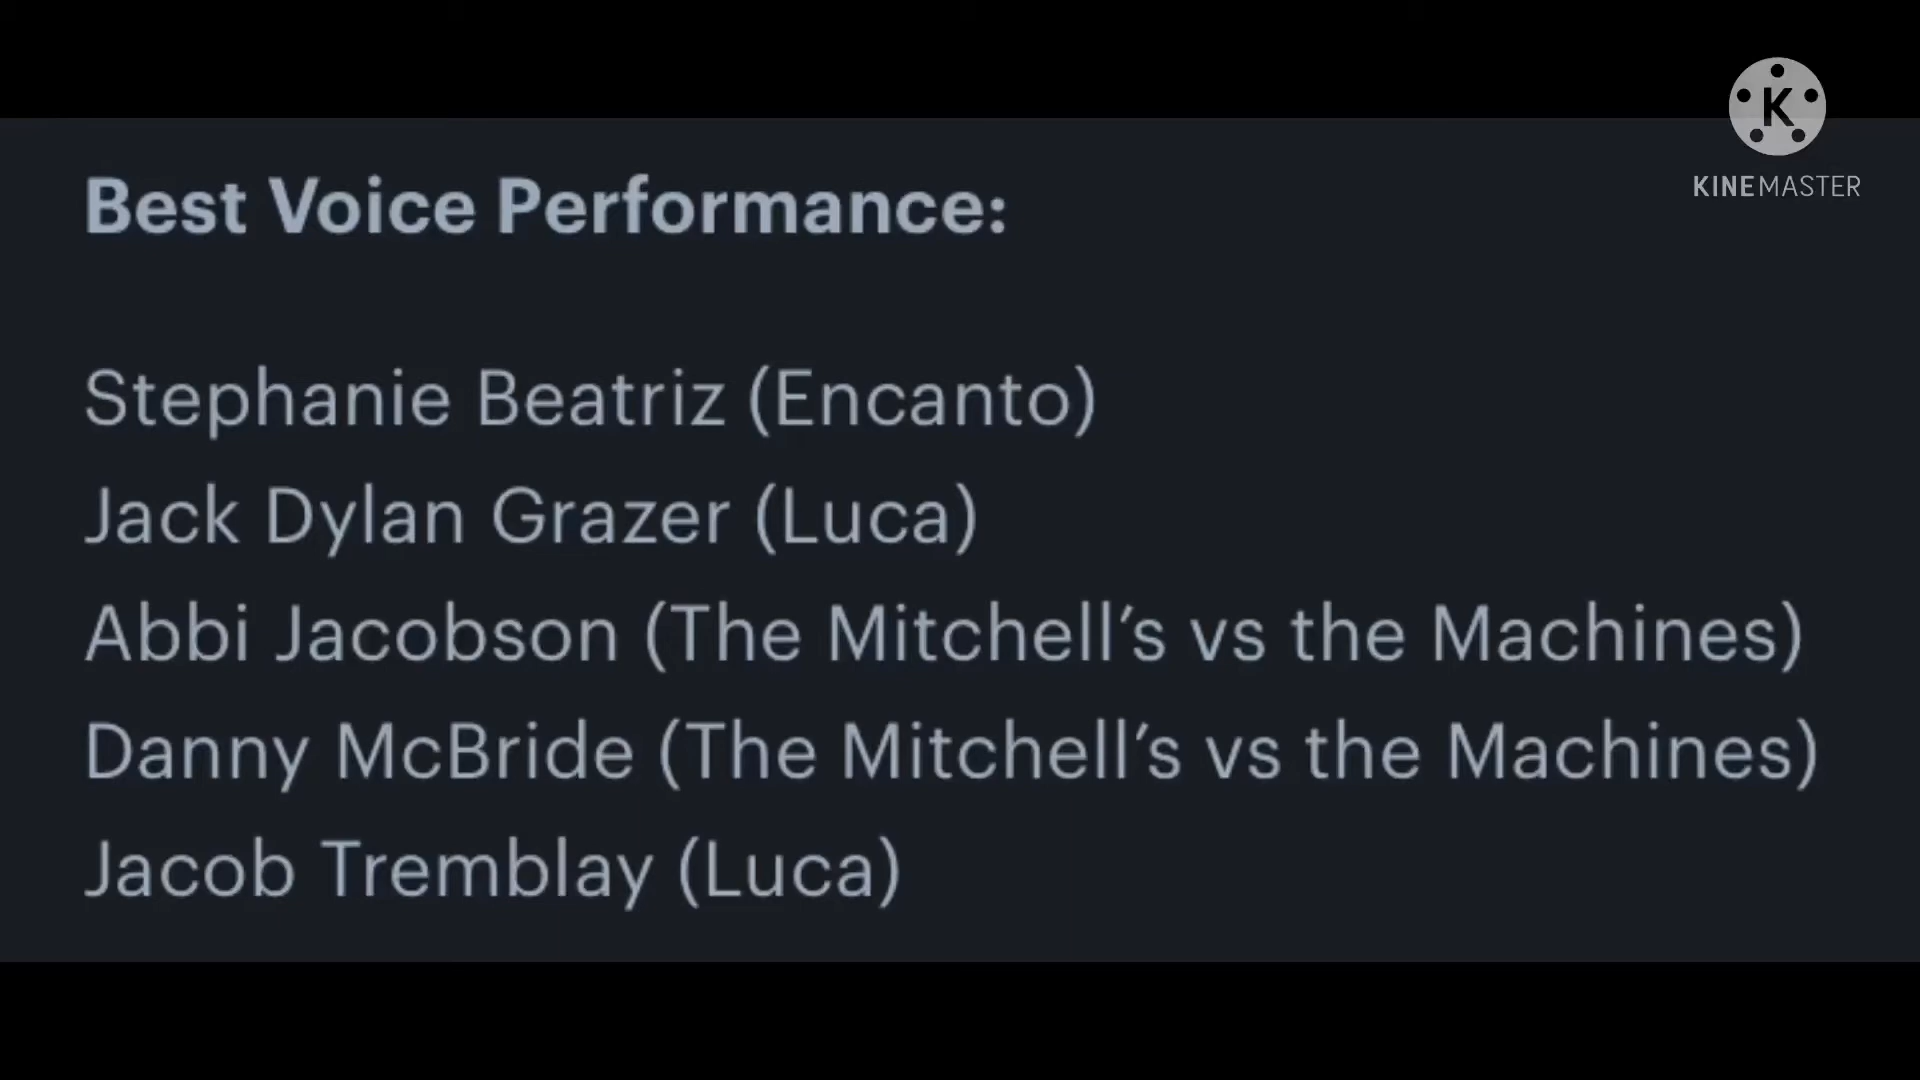 K
KINEMASTER
Best Voice Performance:
Stephanie Beatriz (Encanto)
Jack Dylan Grazer (Luca)
Abbi Jacobson (The Mitchell’s vs the Machines)
Danny McBride (The Mitchell’s vs the Machines)
Jacob Tremblay (Luca)